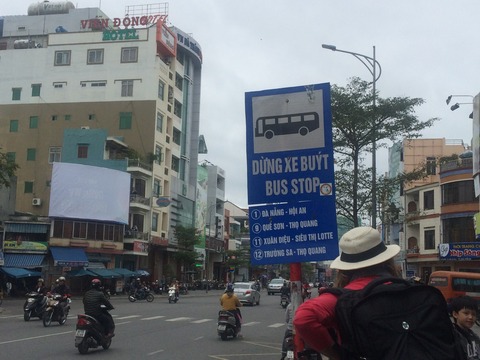 VIỄN ĐÔNG
HOTEL
DỪNG XE BUÝT
BUS STOP
1 ĐÀ NẴNG - HỘI AN
9 QUẾ SƠN - THỌ QUANG
11 XUÂN DIỆU - SIÊU THỊ LOTTE
12 TRƯỜNG SA - THỌ QUANG